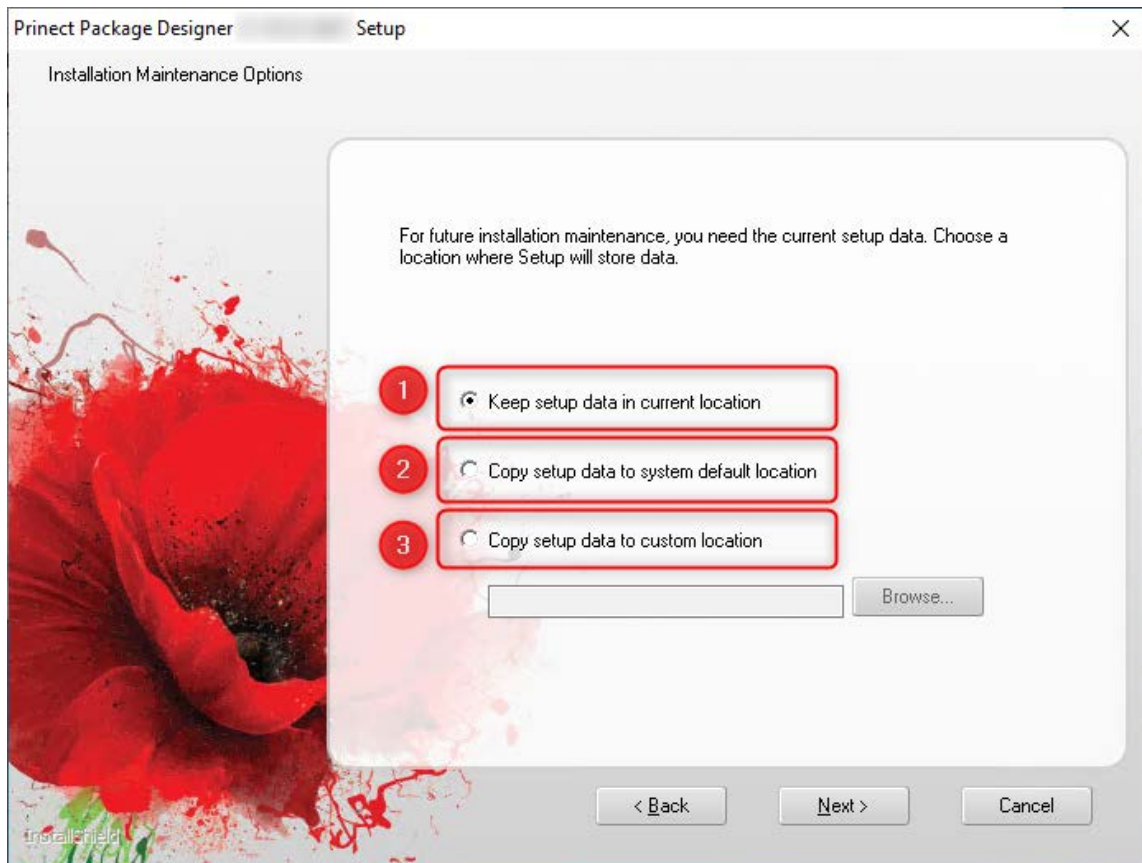 Prinect Package Designer Setup
Installation Maintenance Options
For future installation maintenance, you need the current setup data. Choose a
location where Setup will store data.
1 Keep setup data in current location
2 Copy setup data to system default location
3 Copy setup data to custom location
Browse...
< Back Next > Cancel
InstallShield